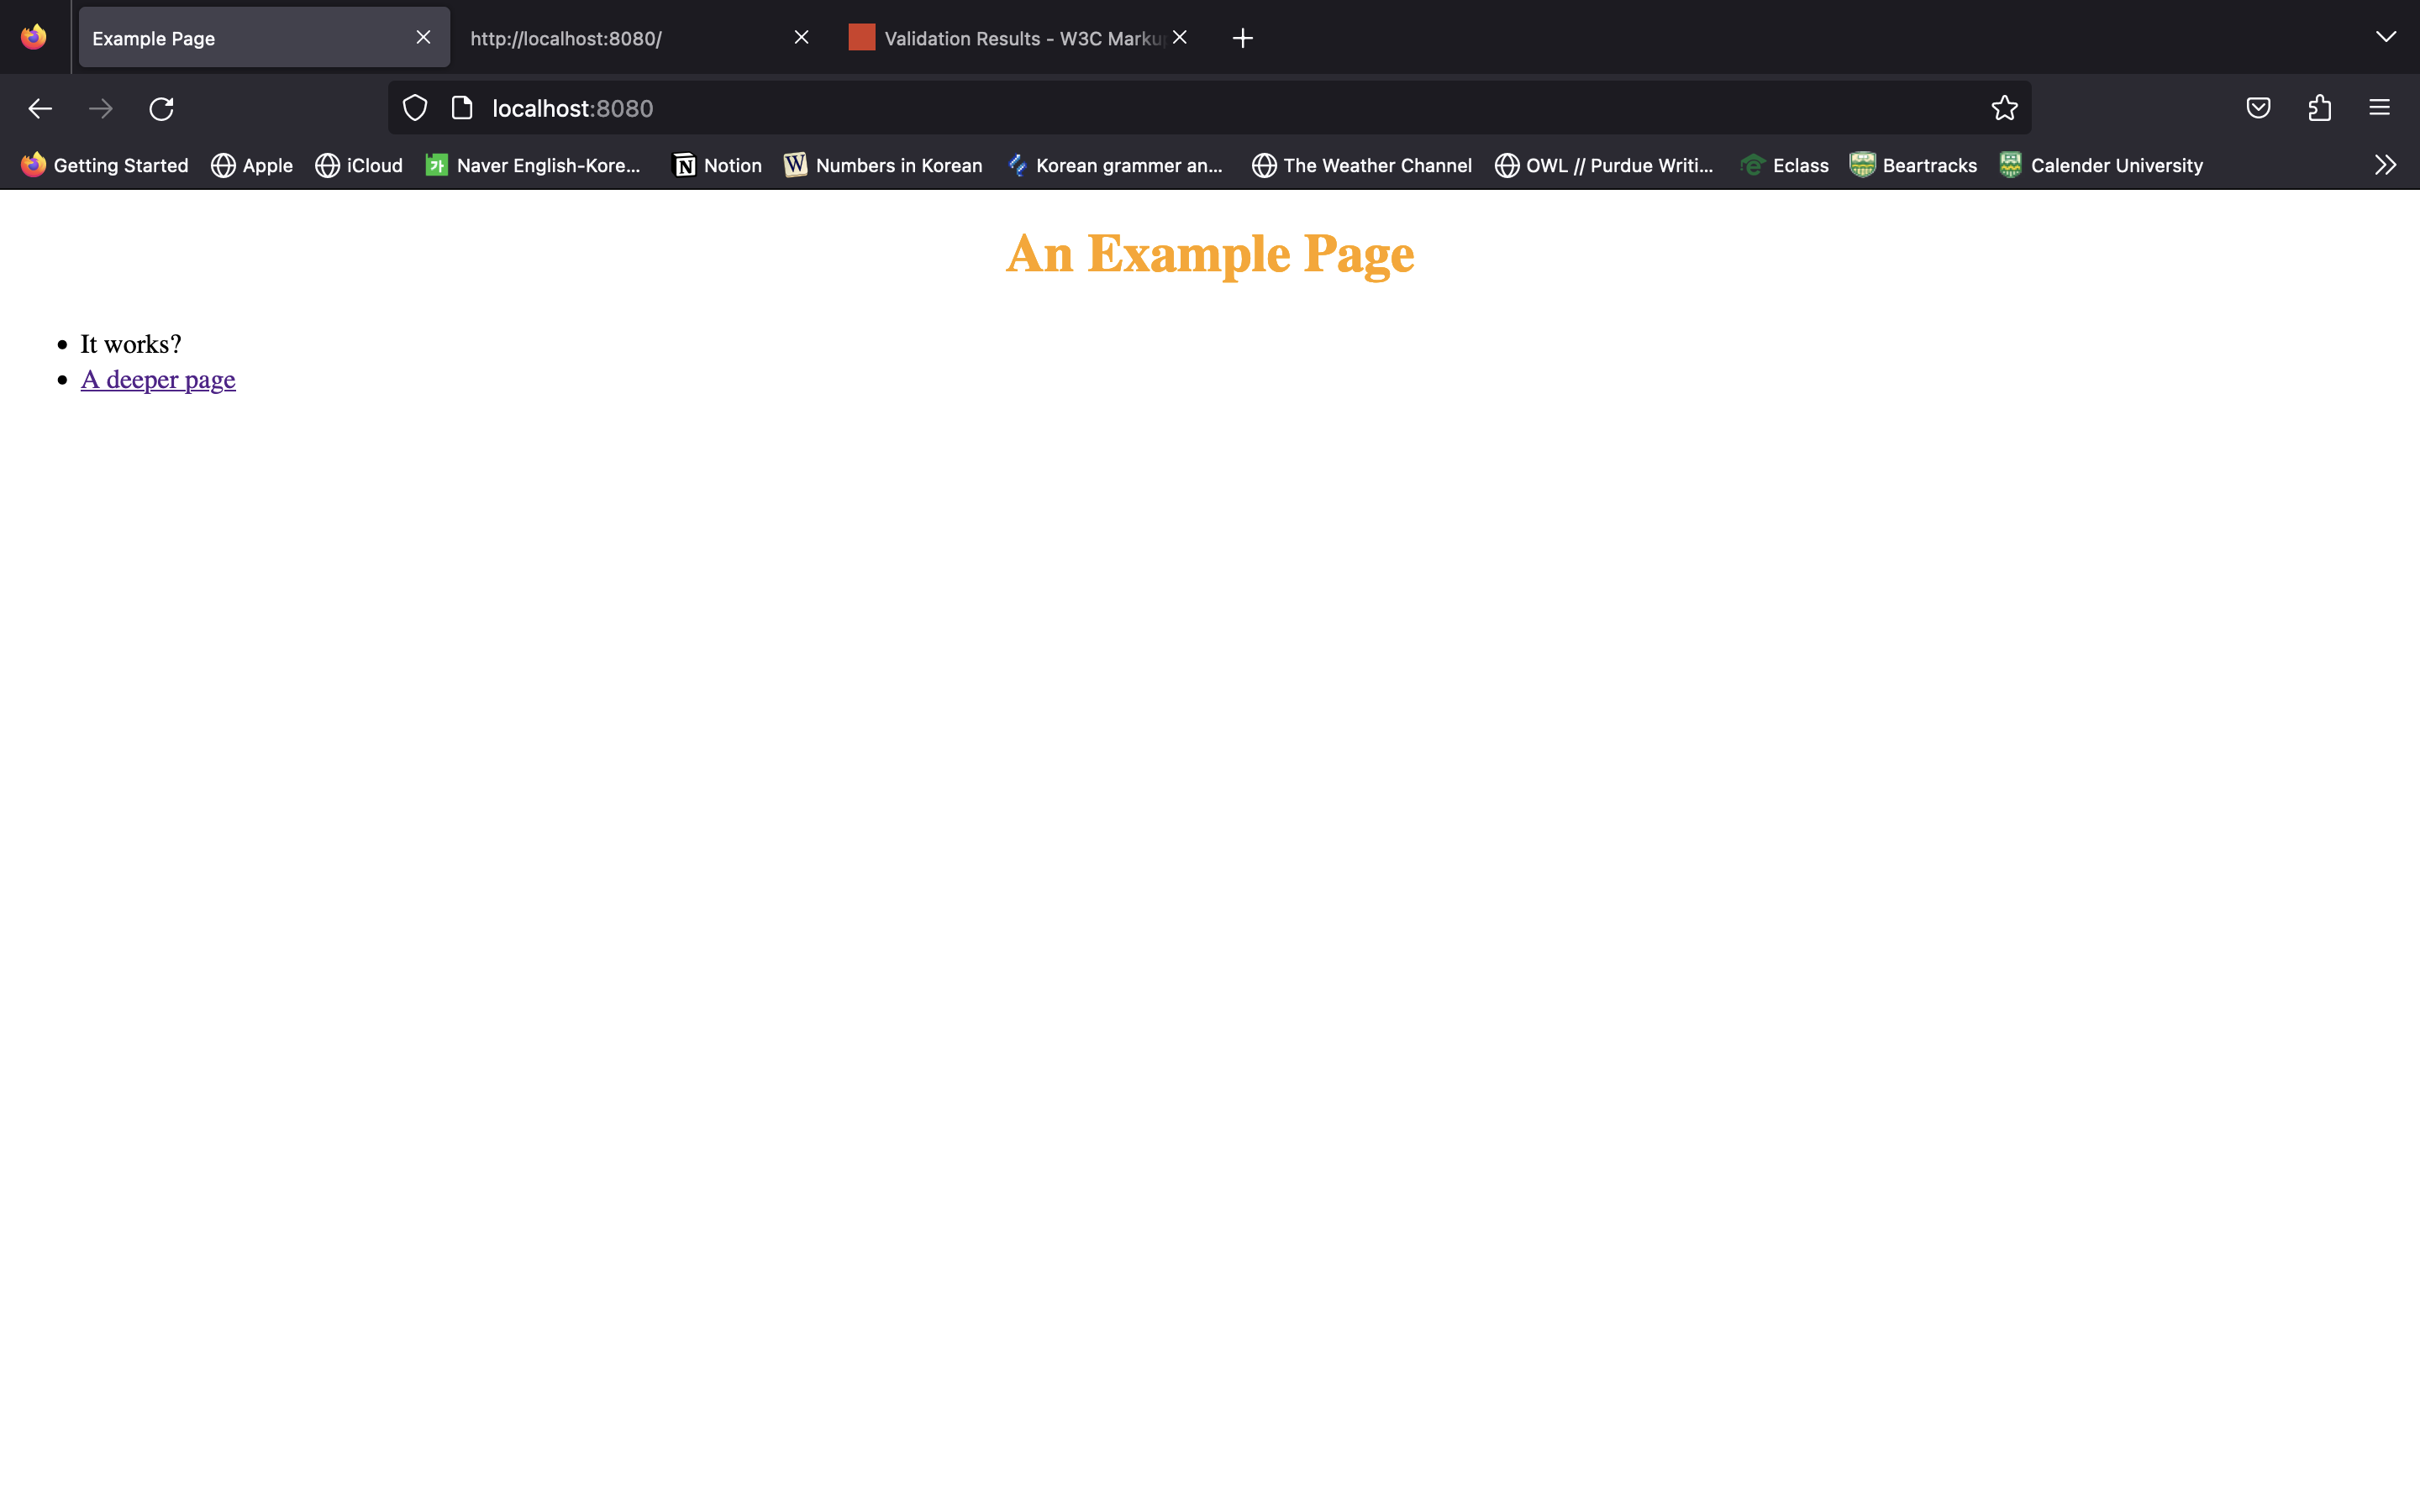 Example Page
http://localhost:8080/
Validation Results - W3C Marku
localhost:8080
Getting Started Apple iCloud Naver English-Kore... Notion Numbers in Korean Korean grammer an... The Weather Channel OWL // Purdue Writi... Eclass Beartracks Calender University
An Example Page
It works?
A deeper page